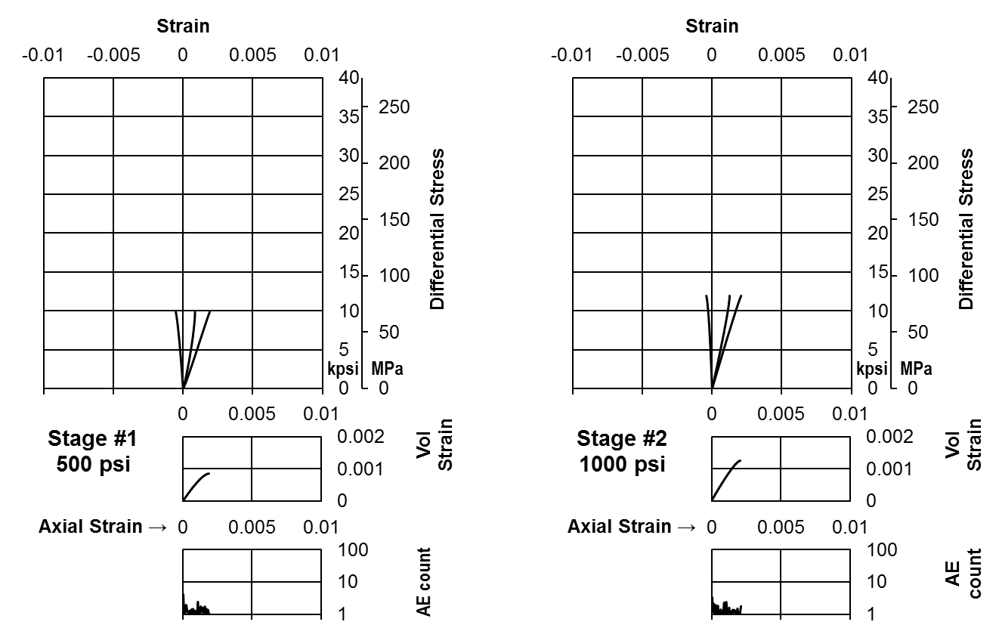 Strain
-0.01 -0.005 0 0.005 0.01
40
250
35
30
200
25
150
20
15
100
10
50
5
kpsi MPa
0 0
Differential Stress
0 0.005 0.01
Stage #1
500 psi
0.002
0.001
0
Vol
Strain
Axial Strain → 0 0.005 0.01
100
10
1
AE count
Strain
-0.01 -0.005 0 0.005 0.01
40
250
35
30
200
25
150
20
15
100
10
50
5
kpsi MPa
0 0
Differential Stress
0 0.005 0.01
Stage #2
1000 psi
0.002
0.001
0
Vol
Strain
Axial Strain → 0 0.005 0.01
100
10
1
AE
count